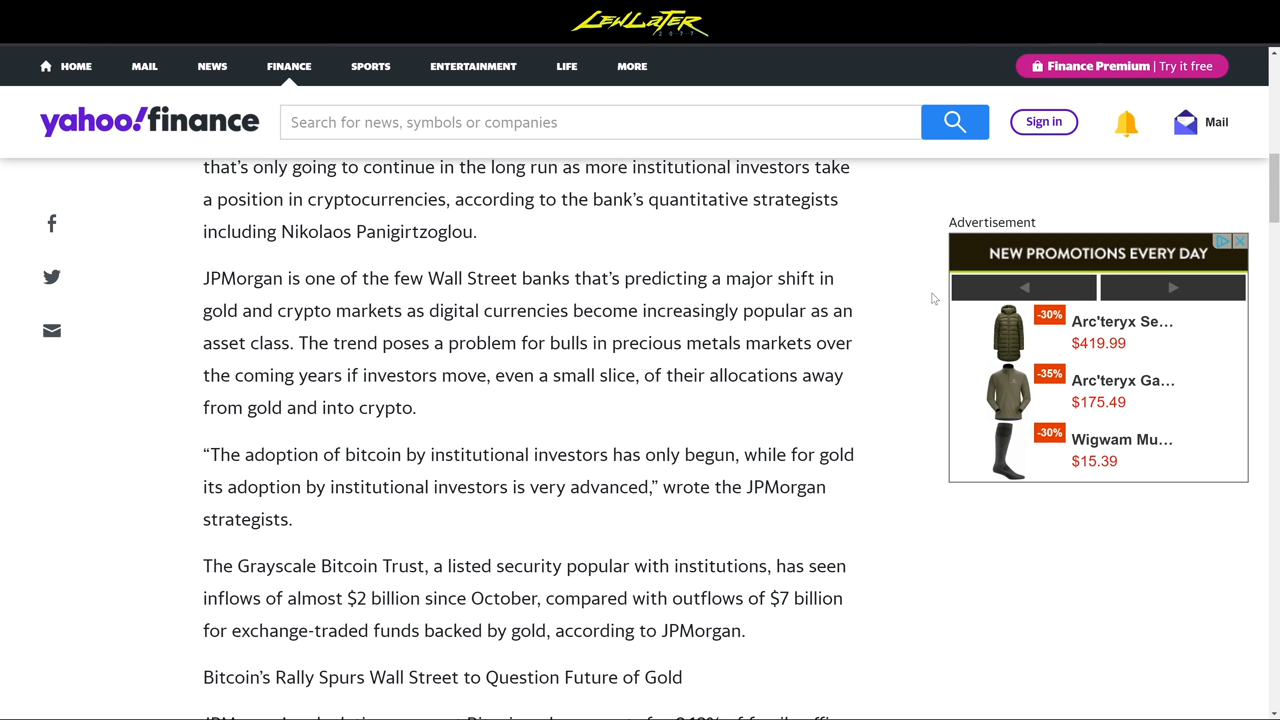 LEWLATER
2077
HOME MAIL NEWS FINANCE SPORTS ENTERTAINMENT LIFE MORE
Finance Premium | Try it free
yahoo!finance
Search for news, symbols or companies
Sign in
Mail
that's only going to continue in the long run as more institutional investors take
a position in cryptocurrencies, according to the bank's quantitative strategists
including Nikolaos Panigirtzoglou.
JPMorgan is one of the few Wall Street banks that's predicting a major shift in
gold and crypto markets as digital currencies become increasingly popular as an
asset class. The trend poses a problem for bulls in precious metals markets over
the coming years if investors move, even a small slice, of their allocations away
from gold and into crypto.
“The adoption of bitcoin by institutional investors has only begun, while for gold
its adoption by institutional investors is very advanced,” wrote the JPMorgan
strategists.
The Grayscale Bitcoin Trust, a listed security popular with institutions, has seen
inflows of almost $2 billion since October, compared with outflows of $7 billion
for exchange-traded funds backed by gold, according to JPMorgan.
Bitcoin's Rally Spurs Wall Street to Question Future of Gold
Advertisement
NEW PROMOTIONS EVERY DAY
-30%
Arc'teryx Se...
$419.99
-35%
Arc'teryx Ga...
$175.49
-30%
Wigwam Mu...
$15.39